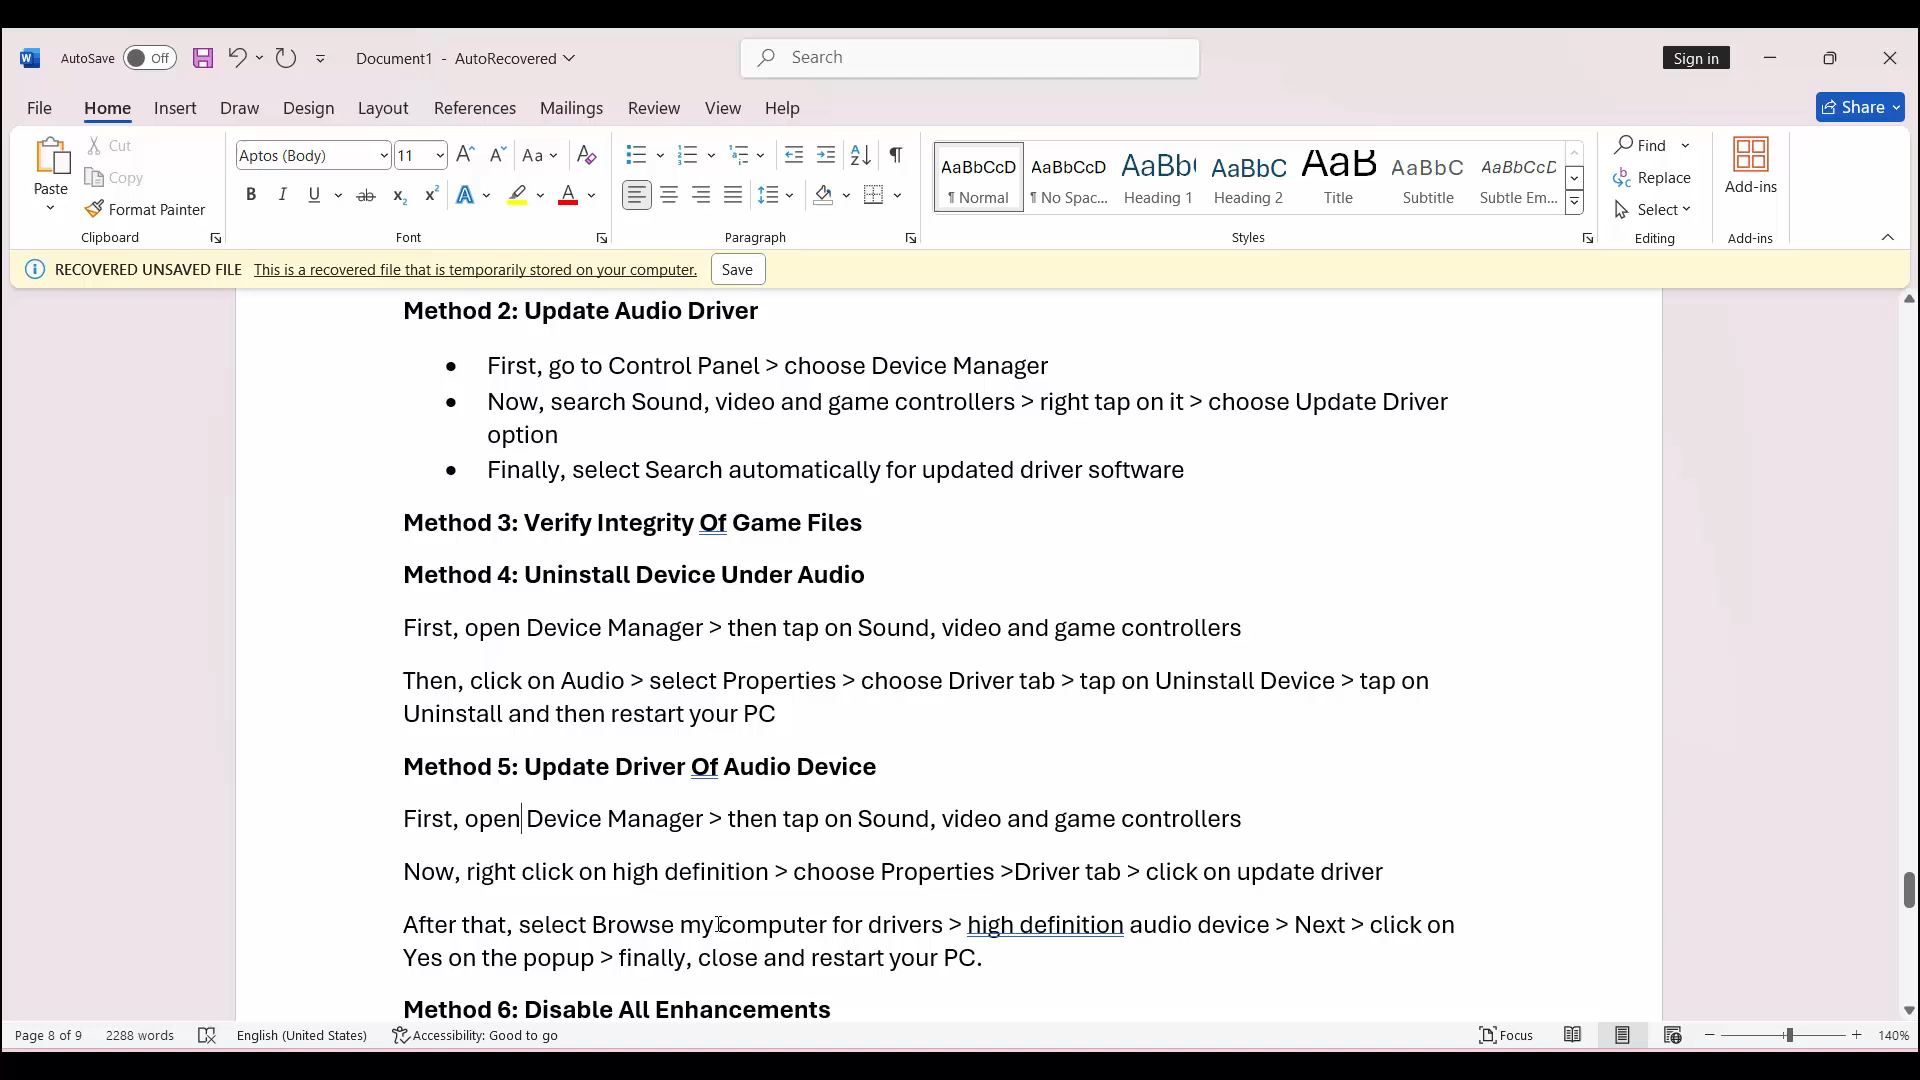 AutoSave Off Document1 - AutoRecovered Search Sign in
File Home Insert Draw Design Layout References Mailings Review View Help Share
Paste Cut Copy Format Painter
Aptos (Body) 11 Aa
B I U ab x₂ x² A A
AaBbCcD AaBbCcD AaBb( AaBbC AaB AaBbC AaBbCcD
¶ Normal ¶ No Spac... Heading 1 Heading 2 Title Subtitle Subtle Em...
Find Replace Select
Add-ins
Clipboard Font Paragraph Styles Editing Add-ins
RECOVERED UNSAVED FILE This is a recovered file that is temporarily stored on your computer. Save
Method 2: Update Audio Driver
• First, go to Control Panel > choose Device Manager
• Now, search Sound, video and game controllers > right tap on it > choose Update Driver
option
• Finally, select Search automatically for updated driver software
Method 3: Verify Integrity Of Game Files
Method 4: Uninstall Device Under Audio
First, open Device Manager > then tap on Sound, video and game controllers
Then, click on Audio > select Properties > choose Driver tab > tap on Uninstall Device > tap on
Uninstall and then restart your PC
Method 5: Update Driver Of Audio Device
First, open Device Manager > then tap on Sound, video and game controllers
Now, right click on high definition > choose Properties >Driver tab > click on update driver
After that, select Browse my computer for drivers > high definition audio device > Next > click on
Yes on the popup > finally, close and restart your PC.
Method 6: Disable All Enhancements
Page 8 of 9 2288 words English (United States) Accessibility: Good to go Focus 140%